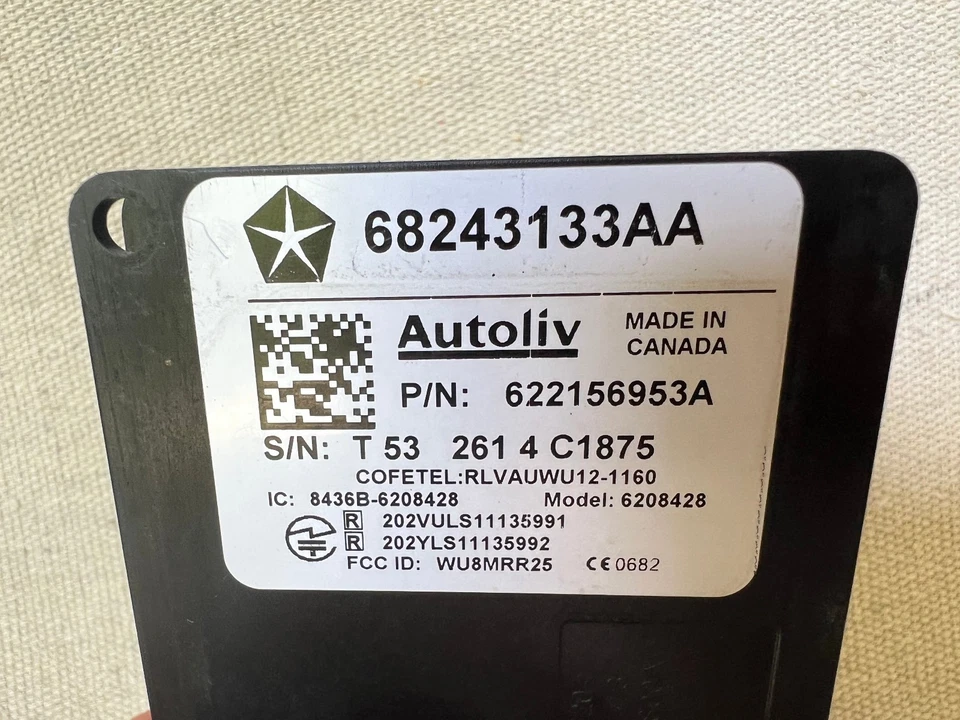 68243133AA
Autoliv
MADE IN
CANADA
P/N: 622156953A
S/N: T 53 261 4 C1875
COFETEL:RLVAUWU12-1160
IC: 8436B-6208428 Model: 6208428
R 202VULS11135991
R 202YLS11135992
FCC ID: WU8MRR25 CE 0682